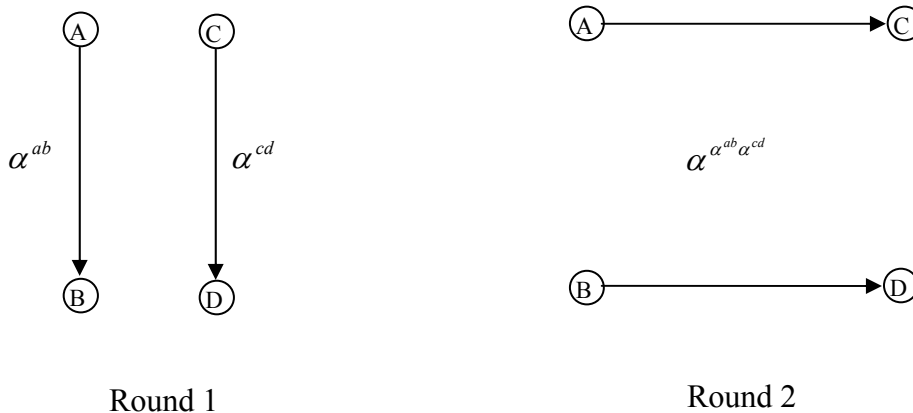 A C A C
α^{ab} α^{cd} α^{α^{ab}α^{cd}}
B D B D
Round 1 Round 2